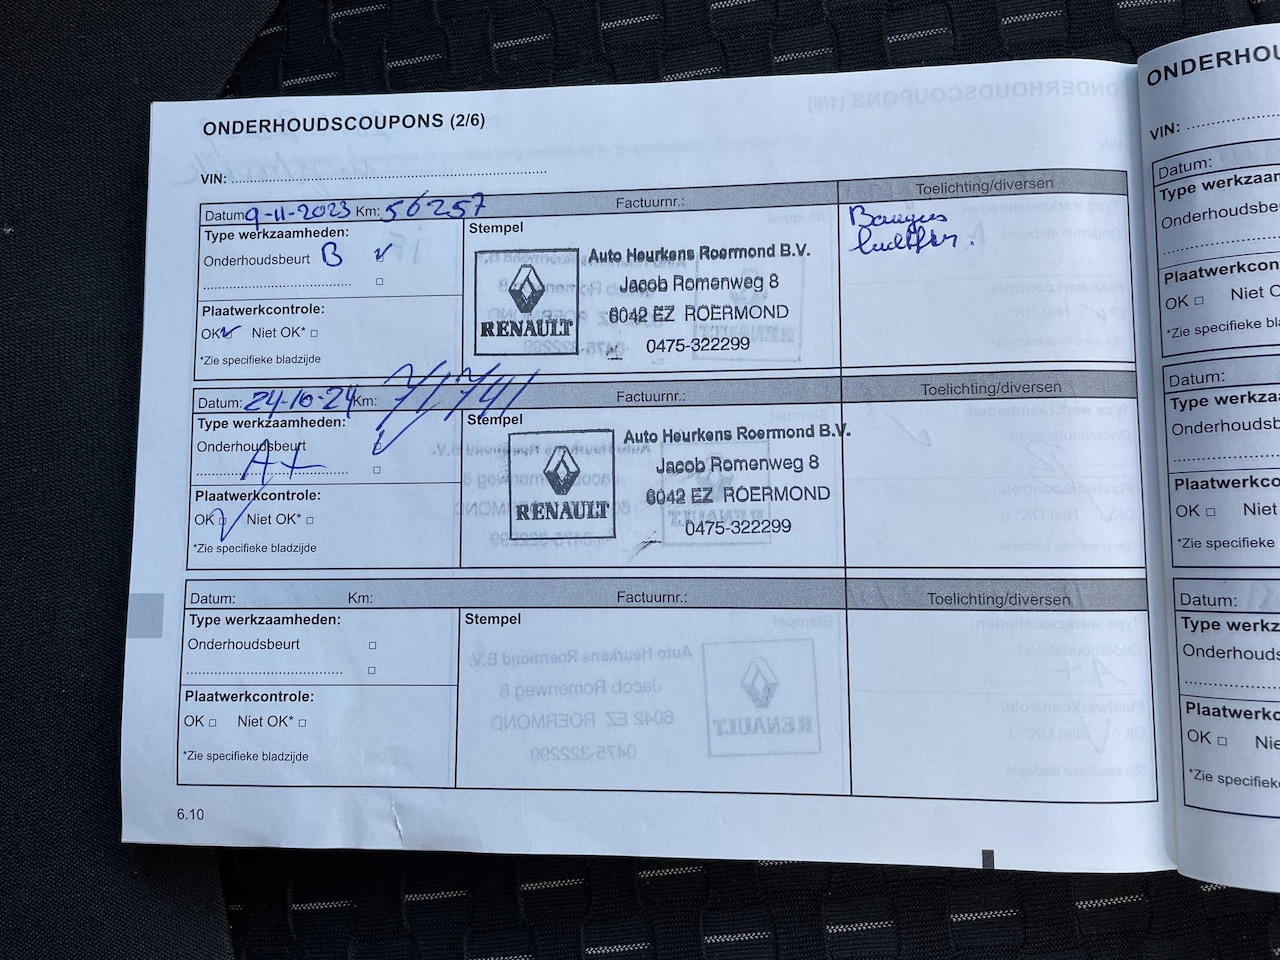 ONDERHOUDSCOUPONS (2/6)
VIN:
Datum: 9-11-2023 Km: 56257 Factuurnr.: Toelichting/diversen
Type werkzaamheden:
Onderhoudsbeurt B
Plaatwerkcontrole:
OK Niet OK*
*Zie specifieke bladzijde
Stempel
RENAULT
Auto Heurkens Roermond B.V.
Jacob Romenweg 8
6042 EZ ROERMOND
0475-322299
Datum: 24-10-24 Km: 71741 Factuurnr.: Toelichting/diversen
Type werkzaamheden:
Onderhoudsbeurt
A+
Plaatwerkcontrole:
OK Niet OK*
*Zie specifieke bladzijde
Stempel
RENAULT
Auto Heurkens Roermond B.V.
Jacob Romenweg 8
6042 EZ ROERMOND
0475-322299
Datum: Km: Factuurnr.: Toelichting/diversen
Type werkzaamheden:
Onderhoudsbeurt
Plaatwerkcontrole:
OK Niet OK*
*Zie specifieke bladzijde
Stempel
6.10
ONDERHOU
VIN:
Datum:
Type werkzaam
Onderhoudsbeu
Plaatwerkcon
OK Niet O
*Zie specifieke bla
Datum:
Type werkza
Onderhoudsb
Plaatwerkco
OK Niet
*Zie specifieke
Datum:
Type werkz
Onderhouds
Plaatwerkc
OK Nie
*Zie specifieke